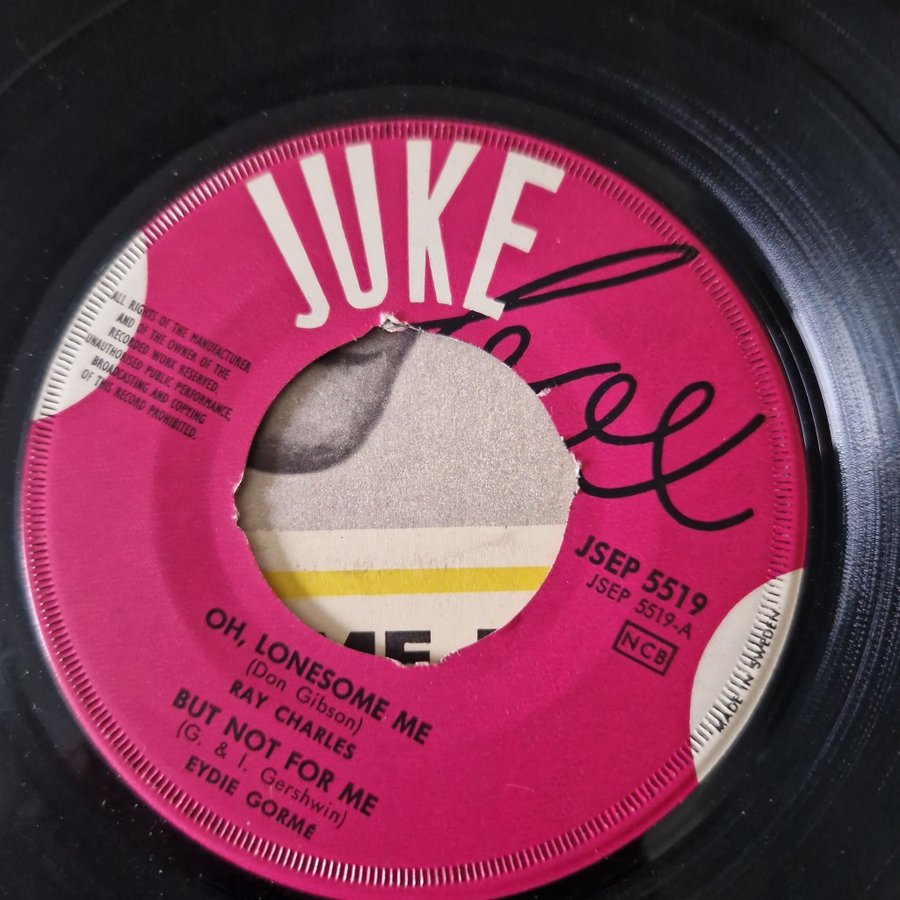 JUKE
box
ALL RIGHTS OF THE MANUFACTURER
AND OF THE OWNER OF THE
RECORDED WORK RESERVED.
UNAUTHORISED PUBLIC PERFORMANCE,
BROADCASTING AND COPYING
OF THIS RECORD PROHIBITED.
JSEP 5519
JSEP 5519-A
NCB
MADE IN SWEDEN
OH, LONESOME ME
(Don Gibson)
RAY CHARLES
BUT NOT FOR ME
(G. & I. Gershwin)
EYDIE GORMÉ